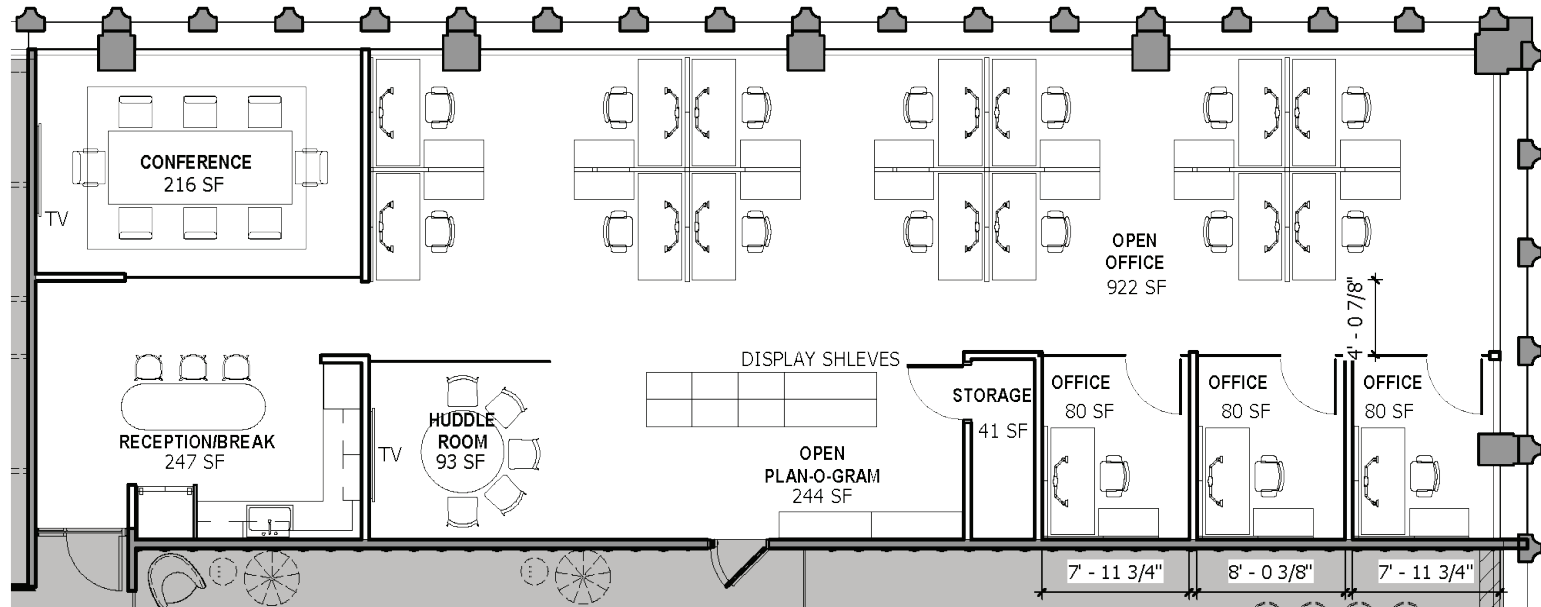 CONFERENCE
216 SF
TV
OPEN
OFFICE
922 SF
4' - 0 7/8"
DISPLAY SHLEVES
RECEPTION/BREAK
247 SF
HUDDLE
ROOM
93 SF
TV
OPEN
PLAN-O-GRAM
244 SF
STORAGE
41 SF
OFFICE
80 SF
OFFICE
80 SF
OFFICE
80 SF
7' - 11 3/4"
8' - 0 3/8"
7' - 11 3/4"